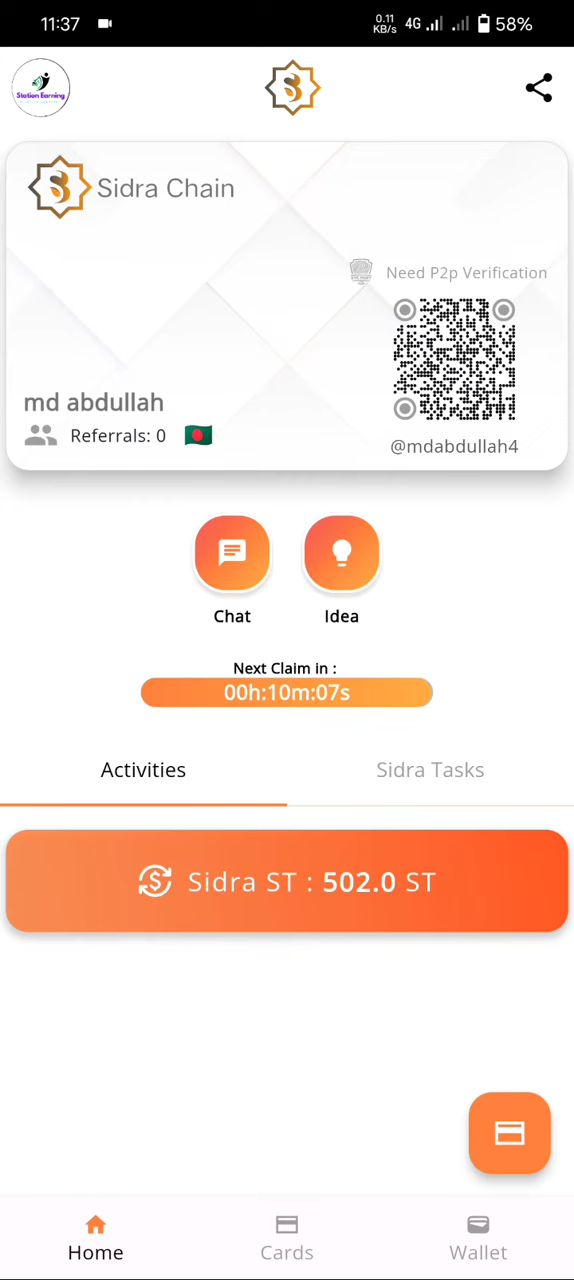 11:37
0.11
KB/s
4G
58%
Station Earning
Sidra Chain
Need P2p Verification
md abdullah
Referrals: 0
@mdabdullah4
Chat
Idea
Next Claim in :
00h:10m:07s
Activities
Sidra Tasks
Sidra ST : 502.0 ST
Home
Cards
Wallet